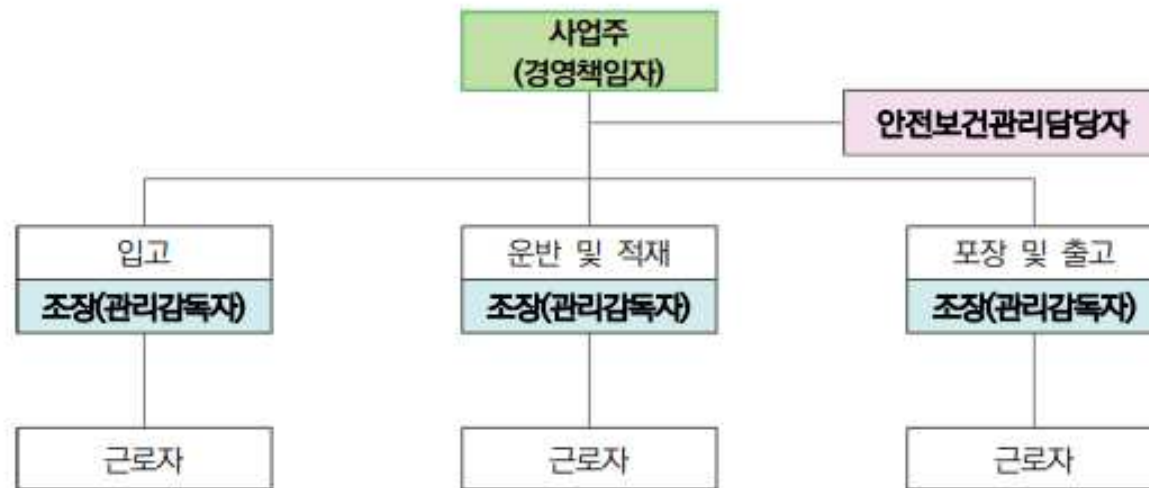 사업주
(경영책임자)
안전보건관리담당자
입고
운반 및 적재
포장 및 출고
조장(관리감독자)
조장(관리감독자)
조장(관리감독자)
근로자
근로자
근로자